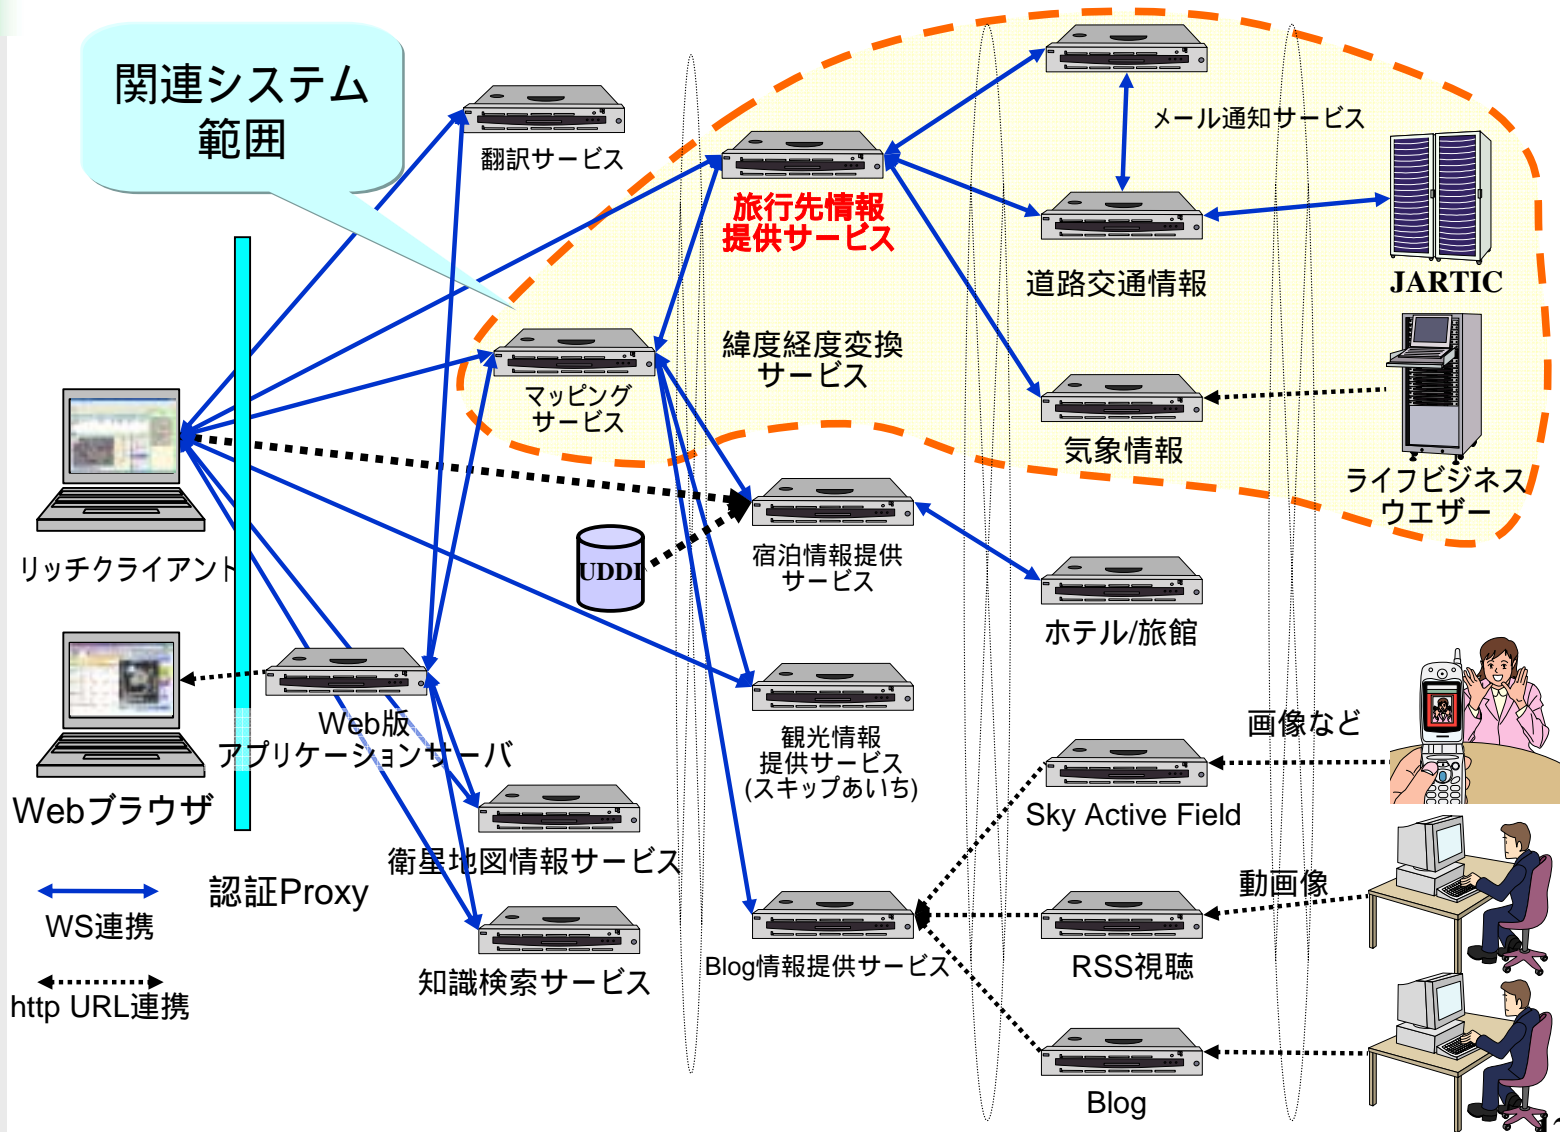 関連システム
範囲
翻訳サービス
メール通知サービス
旅行先情報
提供サービス
道路交通情報
JARTIC
緯度経度変換
サービス
マッピング
サービス
気象情報
ライフビジネス
ウエザー
リッチクライアント
UDDI
宿泊情報提供
サービス
ホテル/旅館
Web版
アプリケーションサーバ
Webブラウザ
観光情報
提供サービス
(スキップあいち)
画像など
Sky Active Field
衛星地図情報サービス
認証Proxy
WS連携
動画像
知識検索サービス
Blog情報提供サービス
RSS視聴
http URL連携
Blog